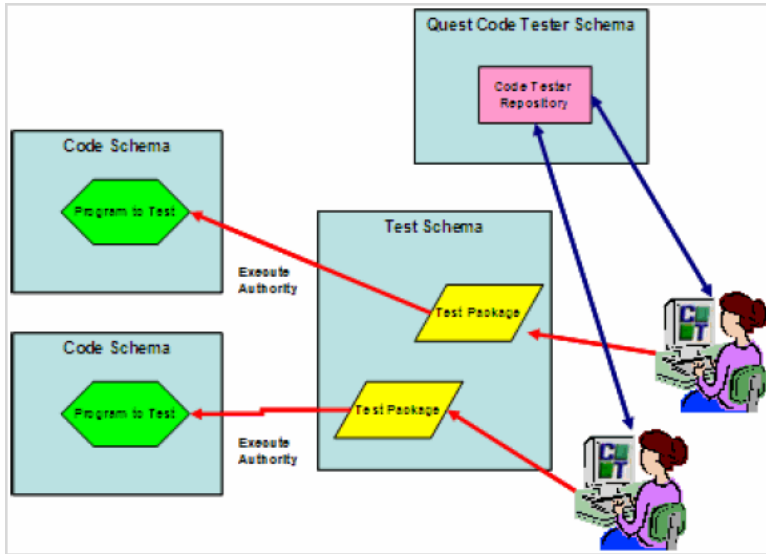 Quest Code Tester Schema
Code Tester
Repository
Code Schema
Program to Test
Execute
Authority
Test Schema
Test Package
C
T
Code Schema
Program to Test
Execute
Authority
Test Package
C
T